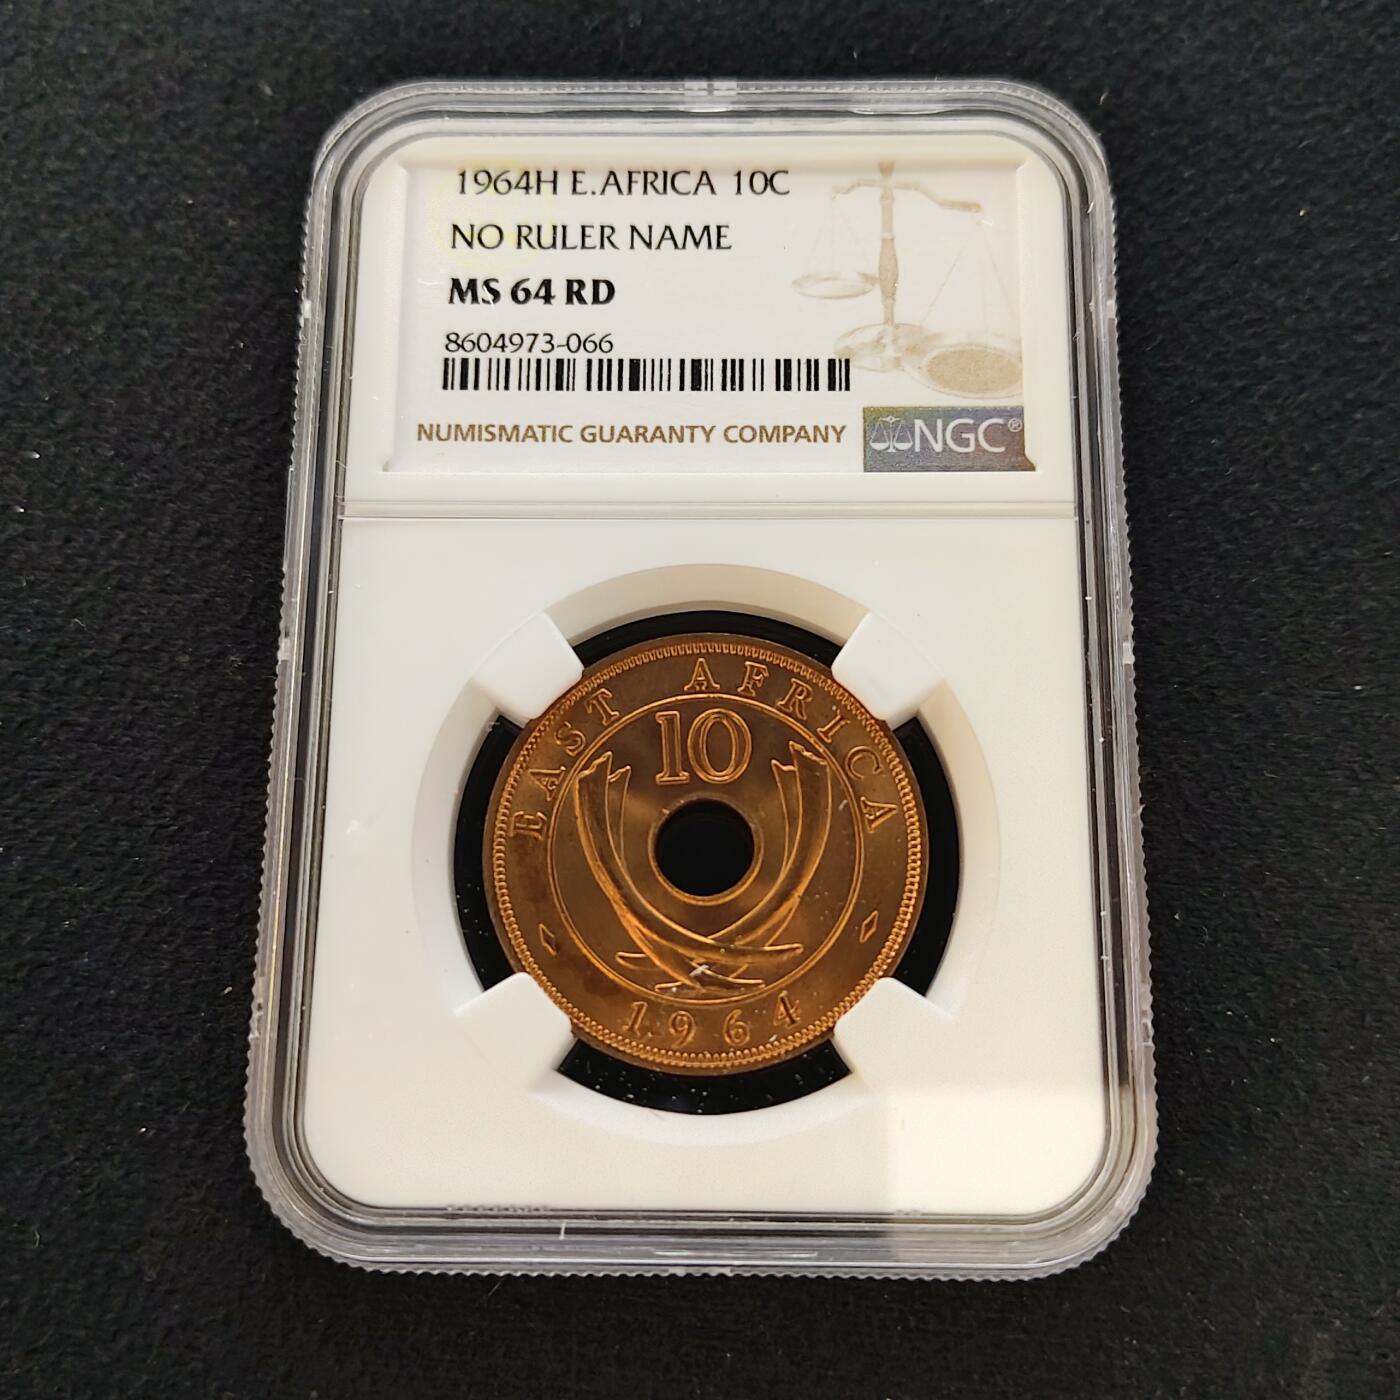 1964H E.AFRICA 10C
NO RULER NAME
MS 64 RD
8604973-066
NUMISMATIC GUARANTY COMPANY NGC®
EAST AFRICA
10
1964